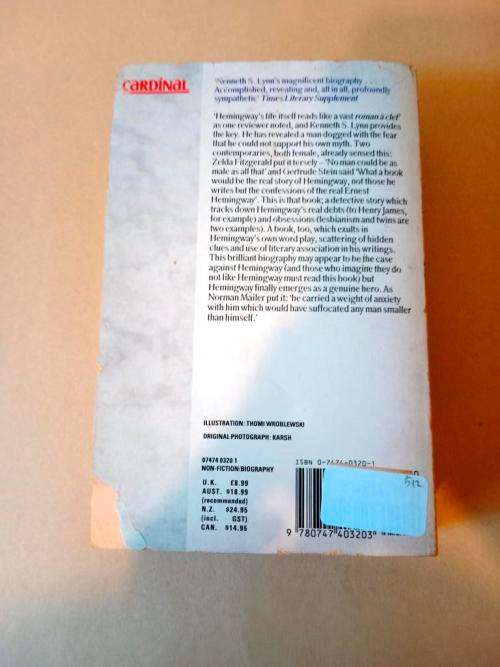 CARDINAL
'Kenneth S. Lynn's magnificent biography . . .
Accomplished, revealing and, all in all, profoundly
sympathetic' Times Literary Supplement
'Hemingway's life itself reads like a vast roman à clef'
as one reviewer noted, and Kenneth S. Lynn provides
the key. He has revealed a man dogged with the fear
that he could not support his own myth. Two
contemporaries, both female, already sensed this:
Zelda Fitzgerald put it tersely – 'No man could be as
male as all that' and Gertrude Stein said 'What a book
would be the real story of Hemingway, not those he
writes but the confessions of the real Ernest
Hemingway'. This is that book; a detective story which
tracks down Hemingway's real debts (to Henry James,
for example) and obsessions (lesbianism and twins are
two examples). A book, too, which exults in
Hemingway's own word play, scattering of hidden
clues and use of literary association in his writings.
This brilliant biography may appear to be the case
against Hemingway (and those who imagine they do
not like Hemingway must read this book) but
Hemingway finally emerges as a genuine hero. As
Norman Mailer put it: 'he carried a weight of anxiety
with him which would have suffocated any man smaller
than himself.'
ILLUSTRATION: THOMI WROBLEWSKI
ORIGINAL PHOTOGRAPH: KARSH
07474 0320 1
NON-FICTION/BIOGRAPHY
U.K. £8.99
AUST. $18.99
(recommended)
N.Z. $24.95
(incl. GST)
CAN. $14.95
ISBN 0-7474-0320-1
9 780747 403203